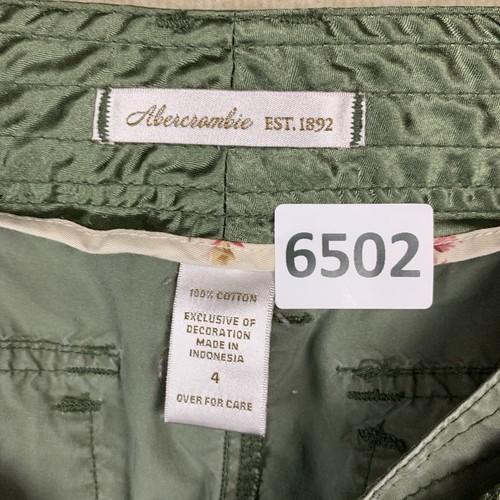 Abercrombie EST. 1892
6502
100% COTTON
EXCLUSIVE OF
DECORATION
MADE IN
INDONESIA
4
OVER FOR CARE